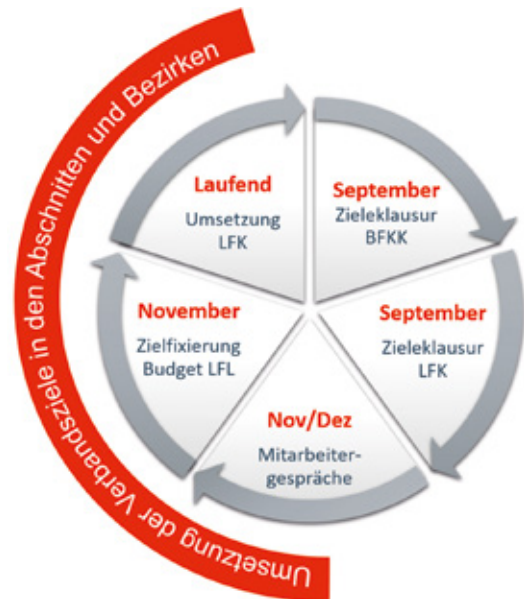 Umsetzung der Verbandsziele in den Abschnitten und Bezirken
Laufend
Umsetzung
LFK
September
Zieleklausur
BFKK
September
Zieleklausur
LFK
Nov/Dez
Mitarbeiter-
gespräche
November
Zielfixierung
Budget LFL